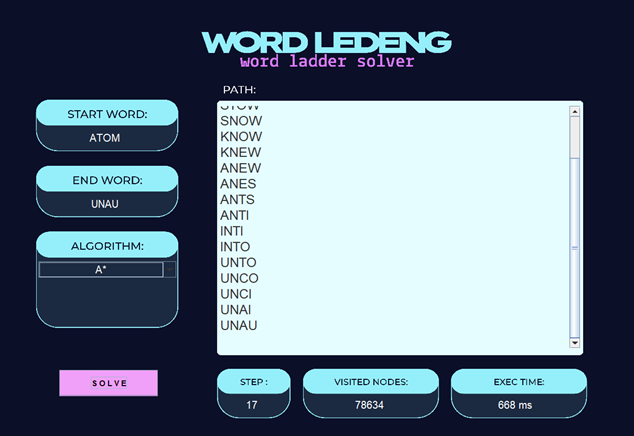 WORD LEDENG
word ladder solver
PATH:
START WORD:
ATOM
END WORD:
UNAU
ALGORITHM:
A*
SOLVE
STOW
SNOW
KNOW
KNEW
ANEW
ANES
ANTS
ANTI
INTI
INTO
UNTO
UNCO
UNCI
UNAI
UNAU
STEP :
17
VISITED NODES:
78634
EXEC TIME:
668 ms